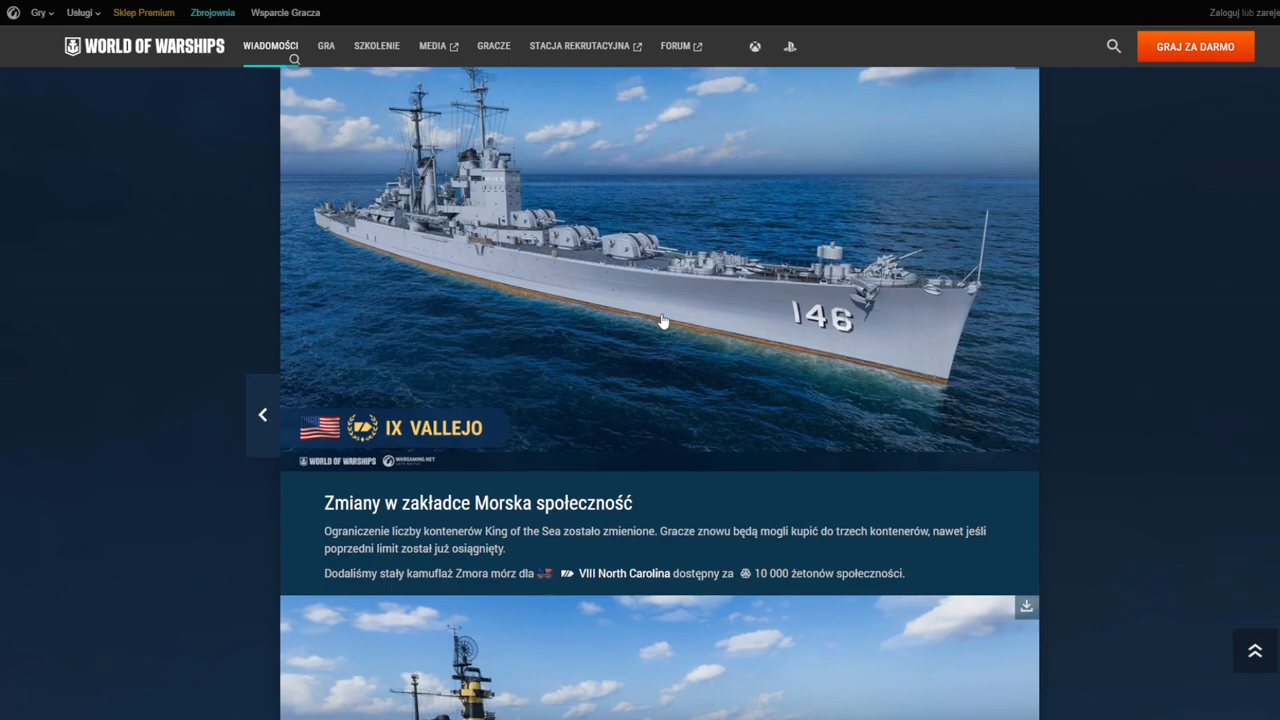 Gry Usługi Sklep Premium Zbrojownia Wsparcie Gracza Zaloguj lub zareje
WORLD OF WARSHIPS WIADOMOŚCI GRA SZKOLENIE MEDIA GRACZE STACJA REKRUTACYJNA FORUM GRAJ ZA DARMO
146
IX VALLEJO
WORLD OF WARSHIPS WARGAMING.NET
Zmiany w zakładce Morska społeczność
Ograniczenie liczby kontenerów King of the Sea zostało zmienione. Gracze znowu będą mogli kupić do trzech kontenerów, nawet jeśli
poprzedni limit został już osiągnięty.
Dodaliśmy stały kamuflaż Zmora mórz dla VIII North Carolina dostępny za 10 000 żetonów społeczności.